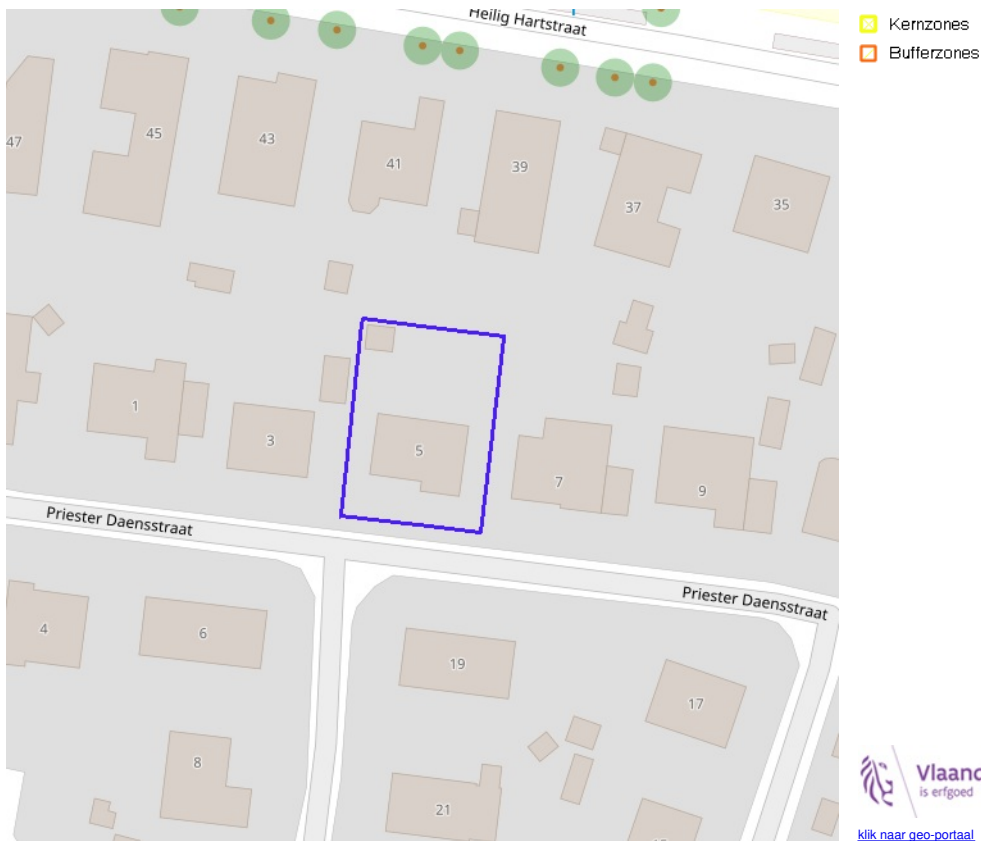 Heilig Hartstraat
Kernzones
Bufferzones
47
45
43
41
39
37
35
1
3
5
7
9
Priester Daensstraat
Priester Daensstraat
4
6
19
17
8
21
Vlaand
is erfgoed
klik naar geo-portaal